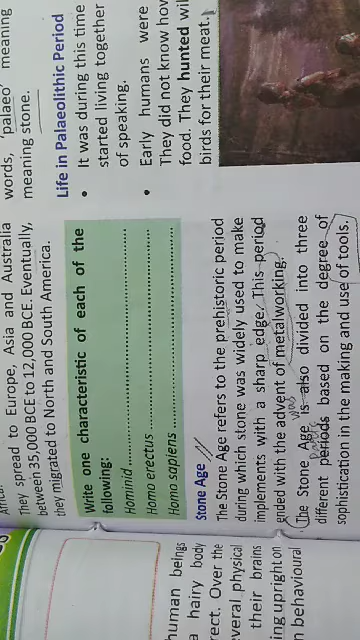 Africa.
They spread to Europe, Asia and Australia
between 35,000 BCE to 12,000 BCE. Eventually,
they migrated to North and South America.
Write one characteristic of each of the
following:
Hominid ..............................
Homo erectus ..............................
Homo sapiens ..............................
Stone Age
The Stone Age refers to the prehistoric period
during which stone was widely used to make
implements with a sharp edge. This period
ended with the advent of metalworking.
The Stone Age is also divided into three
was
different periods based on the degree of
sophistication in the making and use of tools.
words, 'palaeo' meaning
meaning stone.
Life in Palaeolithic Period
• It was during this time
started living together
of speaking.
• Early humans were
They did not know how
food. They hunted wil
birds for their meat.
human beings
a hairy body
rect. Over the
veral physical
their brains
ing upright on
n behavioural